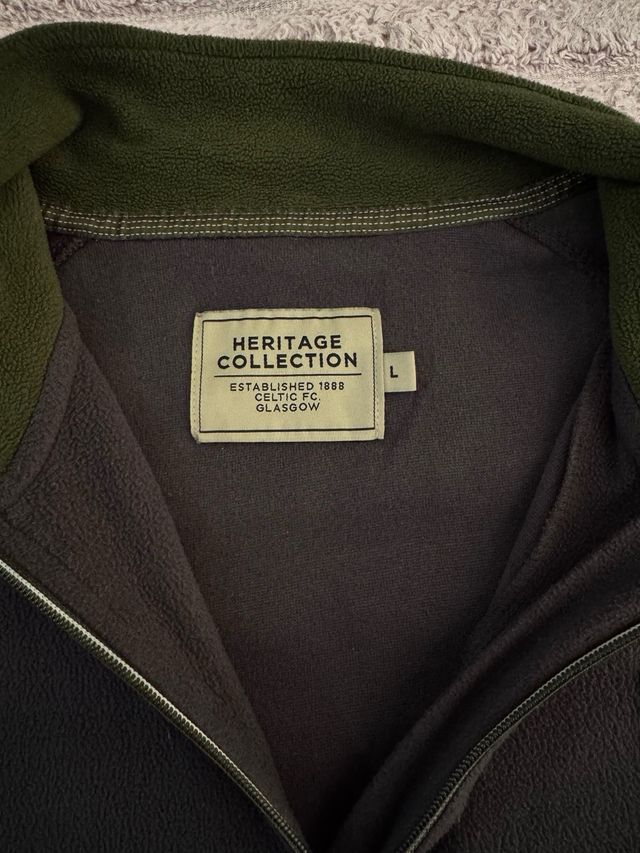 HERITAGE
COLLECTION
ESTABLISHED 1888
CELTIC FC.
GLASGOW
L